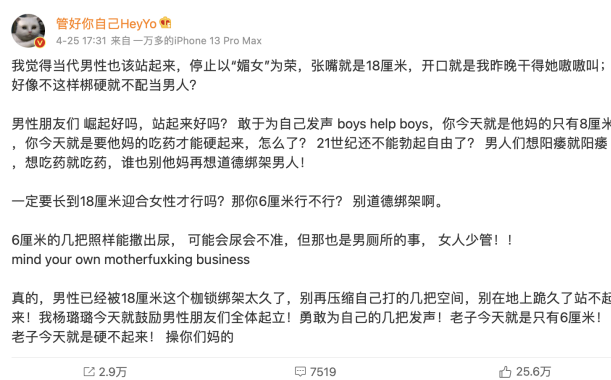 管好你自己HeyYo
4-25 17:31 来自 一万多的iPhone 13 Pro Max
我觉得当代男性也该站起来，停止以“媚女”为荣，张嘴就是18厘米，开口就是我昨晚干得她嗷嗷叫；
好像不这样梆硬就不配当男人？
男性朋友们 崛起好吗，站起来好吗？ 敢于为自己发声 boys help boys，你今天就是他妈的只有8厘米
，你今天就是要他妈的吃药才能硬起来，怎么了？ 21世纪还不能勃起自由了？ 男人们想阳痿就阳痿
，想吃药就吃药，谁也别他妈再想道德绑架男人！
一定要长到18厘米迎合女性才行吗？那你6厘米行不行？ 别道德绑架啊。
6厘米的几把照样能撒出尿， 可能会尿会不准，但那也是男厕所的事， 女人少管！！
mind your own motherfuxking business
真的，男性已经被18厘米这个枷锁绑架太久了，别再压缩自己打的几把空间，别在地上跪久了站不起
来！我杨璐璐今天就鼓励男性朋友们全体起立！勇敢为自己的几把发声！老子今天就是只有6厘米！
老子今天就是硬不起来！ 操你们妈的
2.9万
7519
25.6万